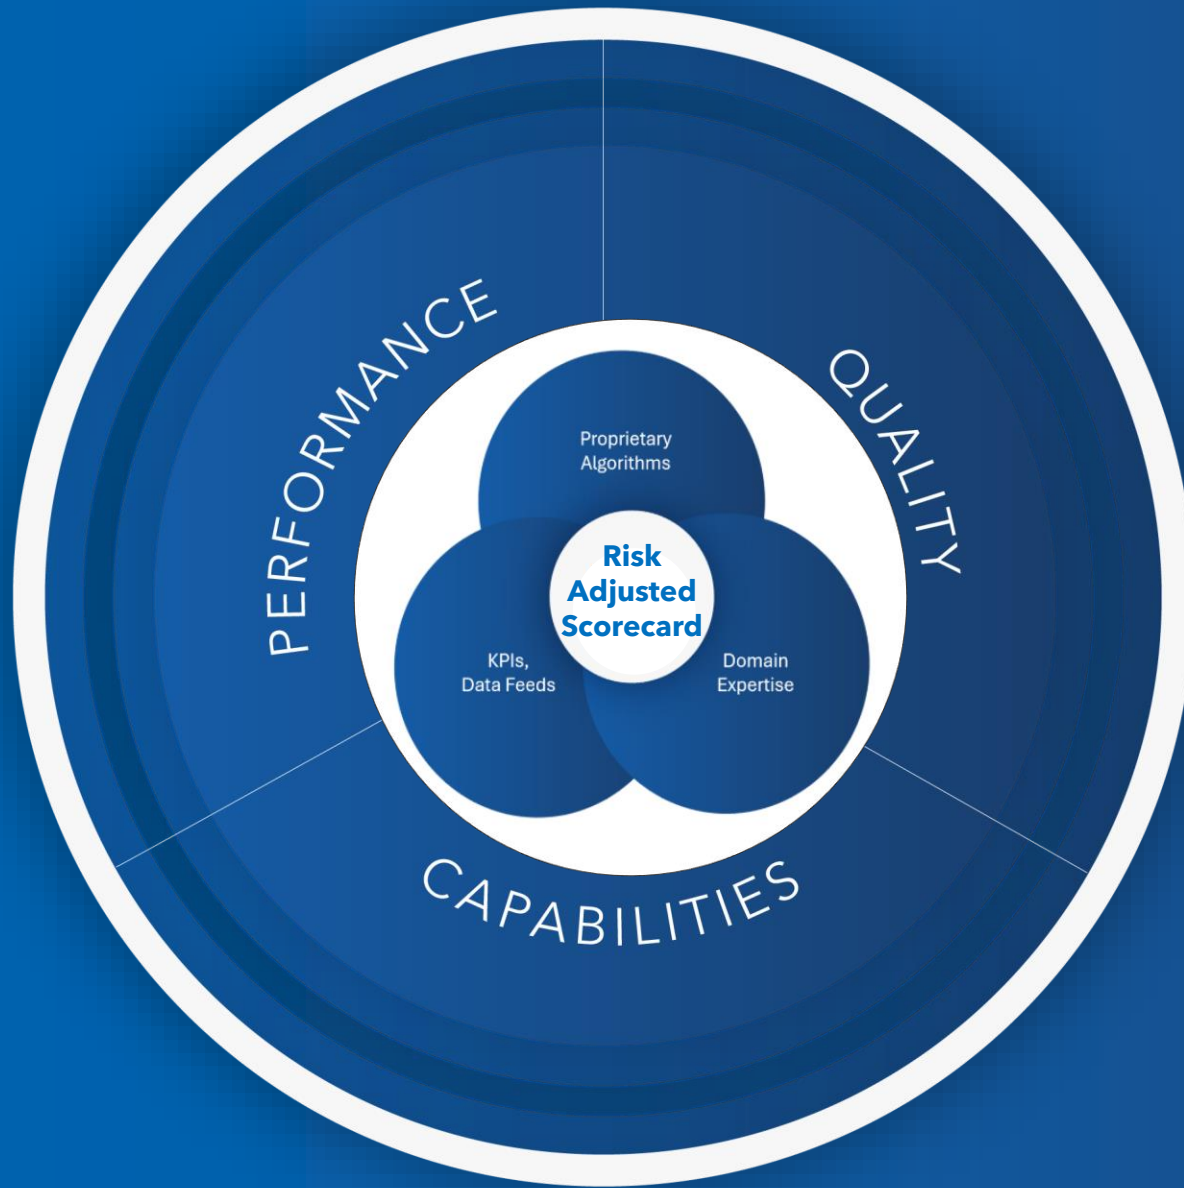 PERFORMANCE
QUALITY
Proprietary
Algorithms
Risk
Adjusted
Scorecard
KPIs,
Data Feeds
Domain
Expertise
CAPABILITIES